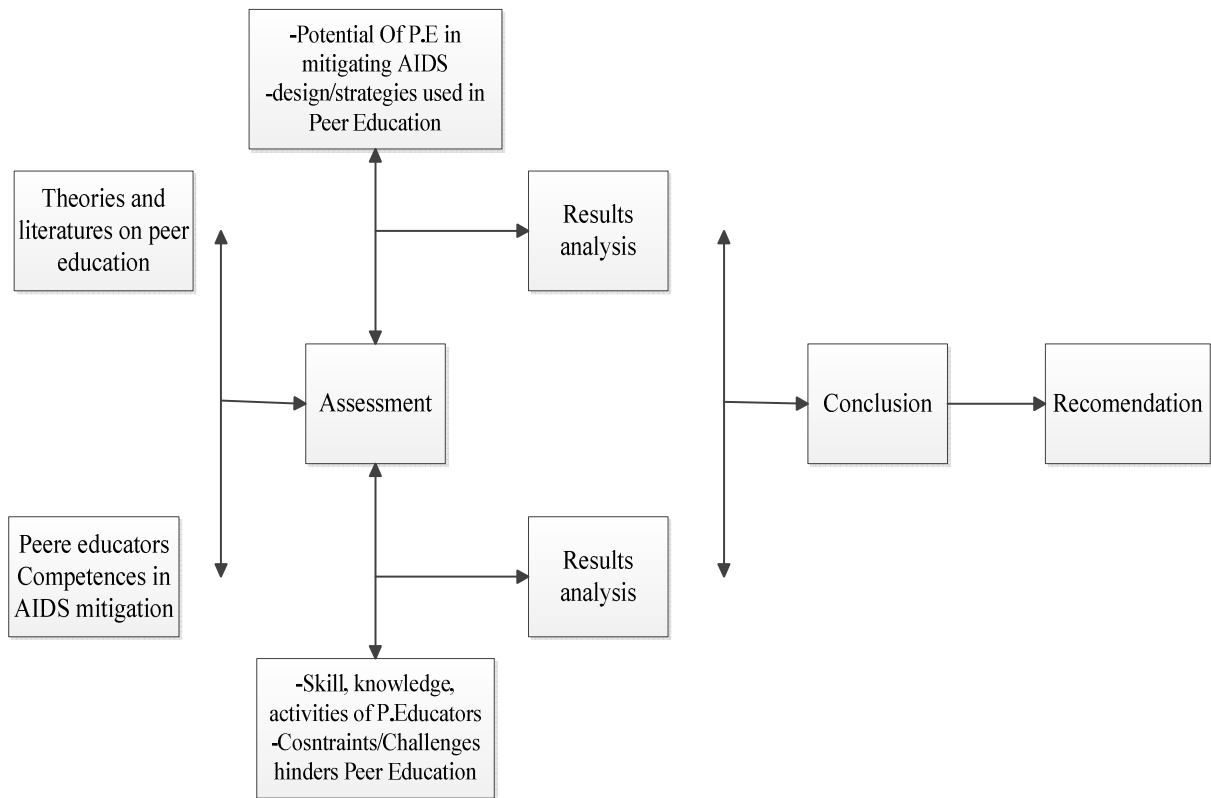 -Potential Of P.E in
mitigating AIDS
-design/strategies used in
Peer Education
Theories and
literatures on peer
education
Results
analysis
Assessment
Conclusion
Recomendation
Peere educators
Competences in
AIDS mitigation
Results
analysis
-Skill, knowledge,
activities of P.Educators
-Cosntraints/Challenges
hinders Peer Education